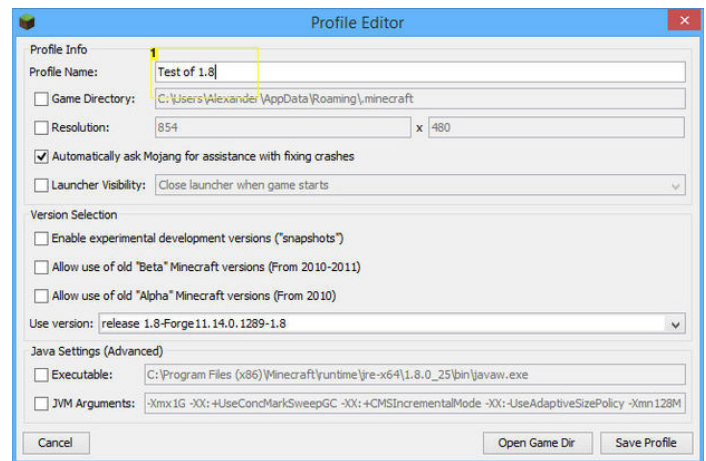 Profile Editor
Profile Info
1
Profile Name: Test of 1.8
Game Directory: C:\Users\Alexander\AppData\Roaming\.minecraft
Resolution: 854 x 480
Automatically ask Mojang for assistance with fixing crashes
Launcher Visibility: Close launcher when game starts
Version Selection
Enable experimental development versions ("snapshots")
Allow use of old "Beta" Minecraft versions (From 2010-2011)
Allow use of old "Alpha" Minecraft versions (From 2010)
Use version: release 1.8-Forge11.14.0.1289-1.8
Java Settings (Advanced)
Executable: C:\Program Files (x86)\Minecraft\runtime\jre-x64\1.8.0_25\bin\javaw.exe
JVM Arguments: -Xmx1G -XX:+UseConcMarkSweepGC -XX:+CMSIncrementalMode -XX:-UseAdaptiveSizePolicy -Xmn128M
Cancel Open Game Dir Save Profile